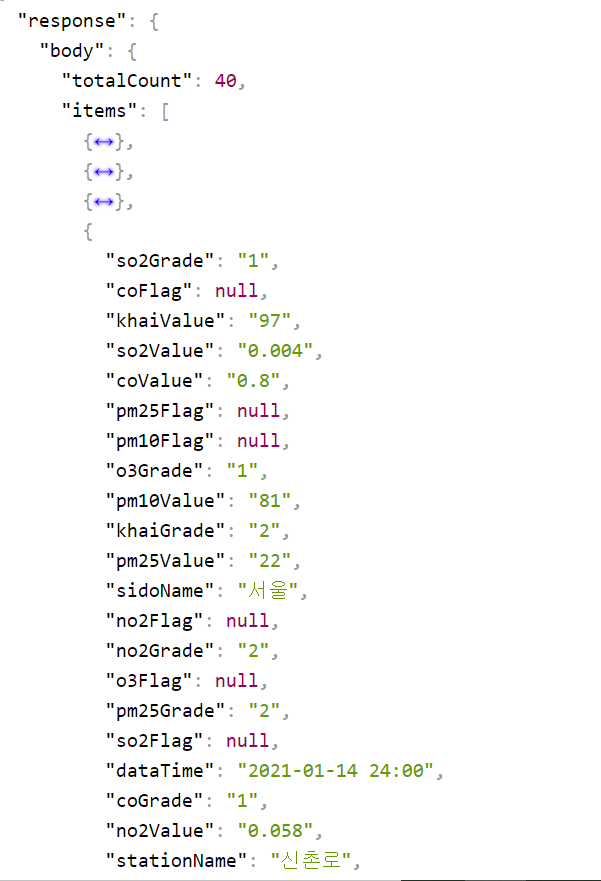 "response": {
"body": {
"totalCount": 40,
"items": [
{↔},
{↔},
{↔},
{
"so2Grade": "1",
"coFlag": null,
"khaiValue": "97",
"so2Value": "0.004",
"coValue": "0.8",
"pm25Flag": null,
"pm10Flag": null,
"o3Grade": "1",
"pm10Value": "81",
"khaiGrade": "2",
"pm25Value": "22",
"sidoName": "서울",
"no2Flag": null,
"no2Grade": "2",
"o3Flag": null,
"pm25Grade": "2",
"so2Flag": null,
"dataTime": "2021-01-14 24:00",
"coGrade": "1",
"no2Value": "0.058",
"stationName": "신촌로",